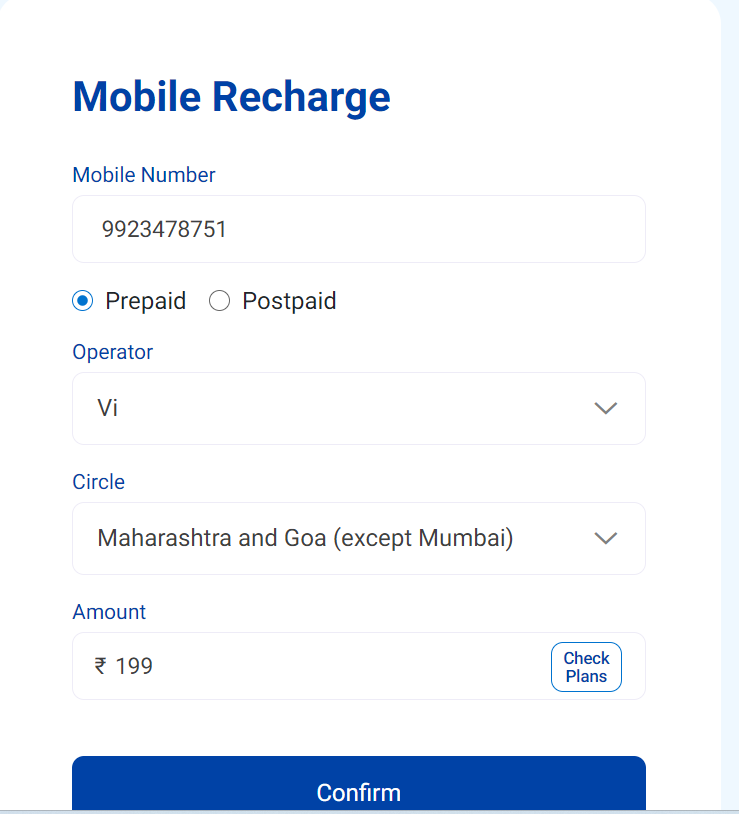 Mobile Recharge
Mobile Number
9923478751
Prepaid Postpaid
Operator
Vi
Circle
Maharashtra and Goa (except Mumbai)
Amount
₹ 199
Check
Plans
Confirm